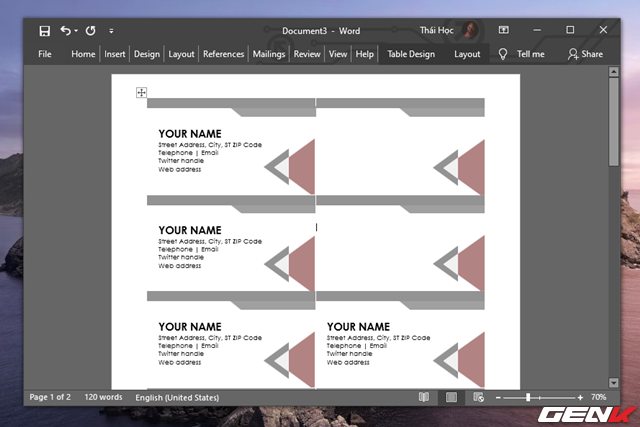 Document3 - Word
Thái Học
File Home Insert Design Layout References Mailings Review View Help Table Design Layout Tell me Share
YOUR NAME
Street Address, City, ST ZIP Code
Telephone | Email
Twitter handle
Web address
YOUR NAME
Street Address, City, ST ZIP Code
Telephone | Email
Twitter handle
Web address
YOUR NAME
Street Address, City, ST ZIP Code
Telephone | Email
Twitter handle
Web address
YOUR NAME
Street Address, City, ST ZIP Code
Telephone | Email
Twitter handle
Web address
Page 1 of 2 120 words English (United States) 70%
GENK